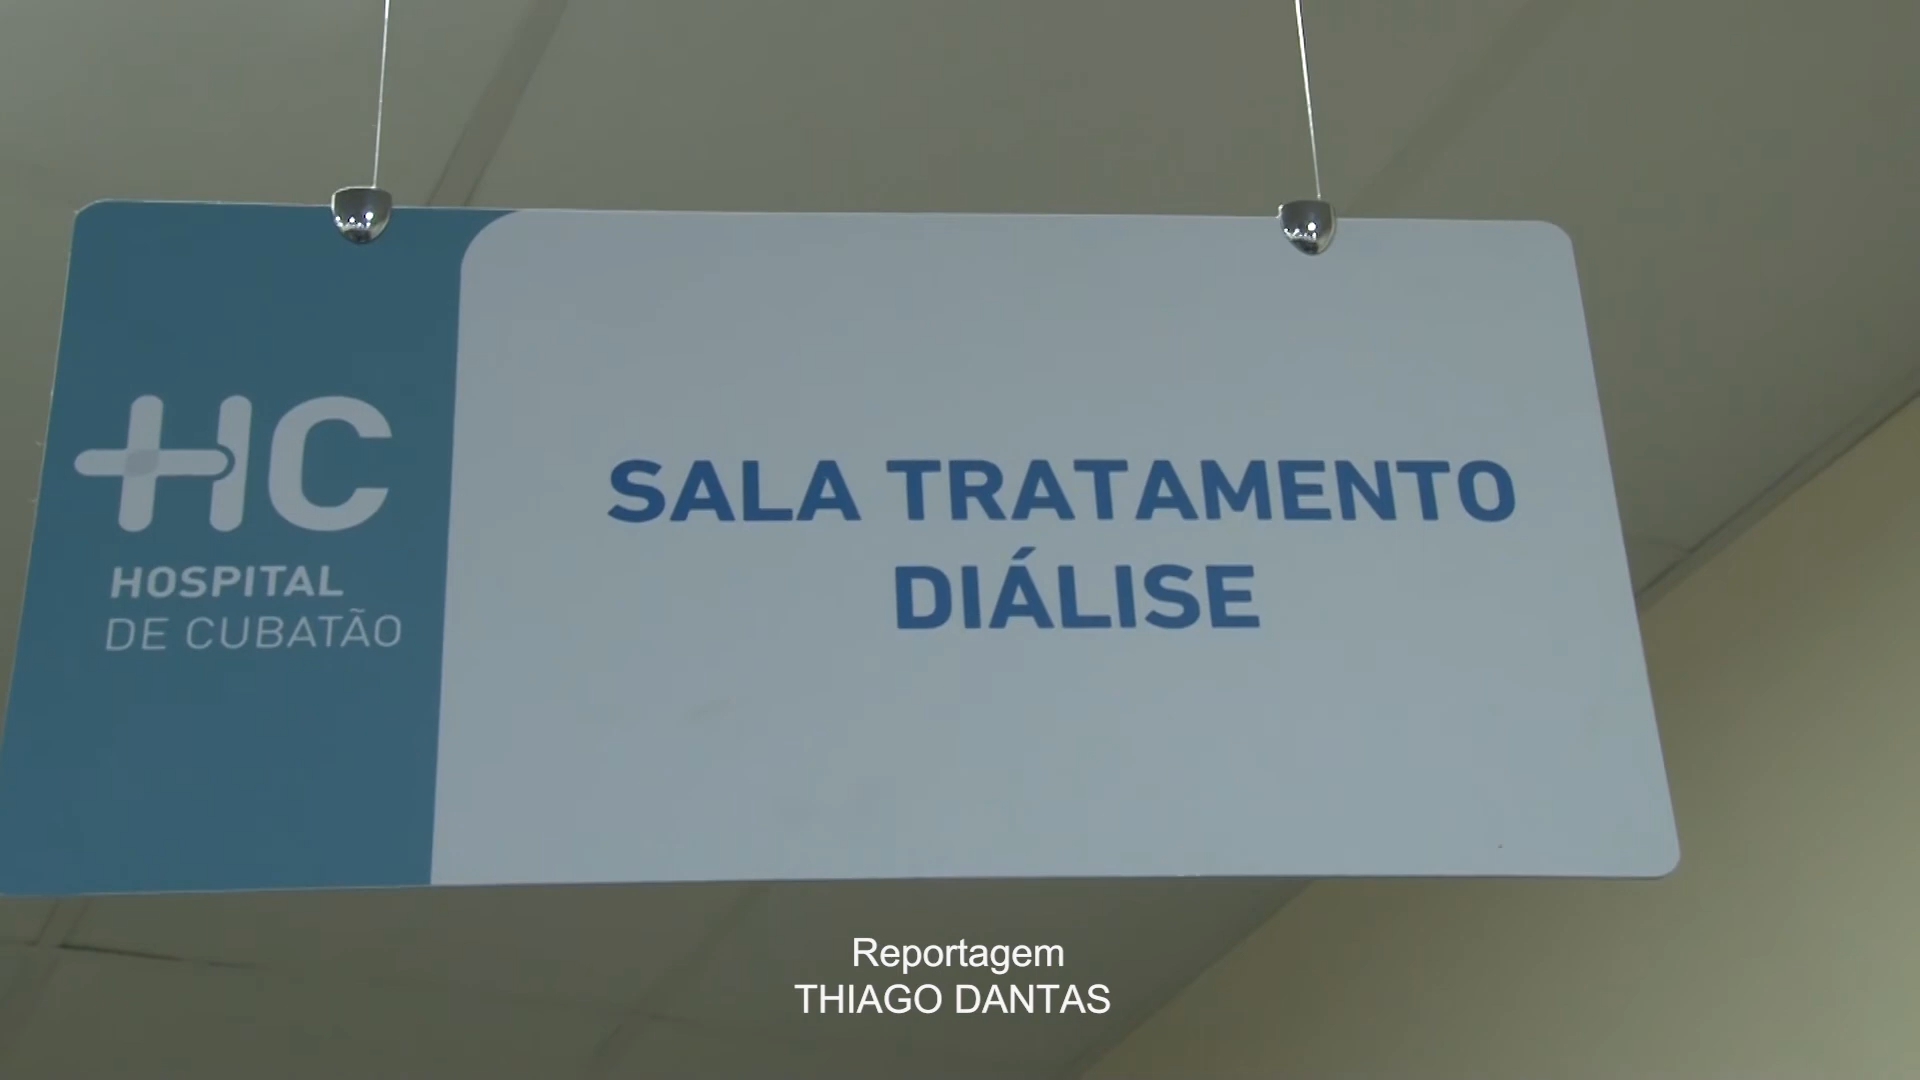 HC
HOSPITAL
DE CUBATÃO
SALA TRATAMENTO
DIÁLISE
Reportagem
THIAGO DANTAS